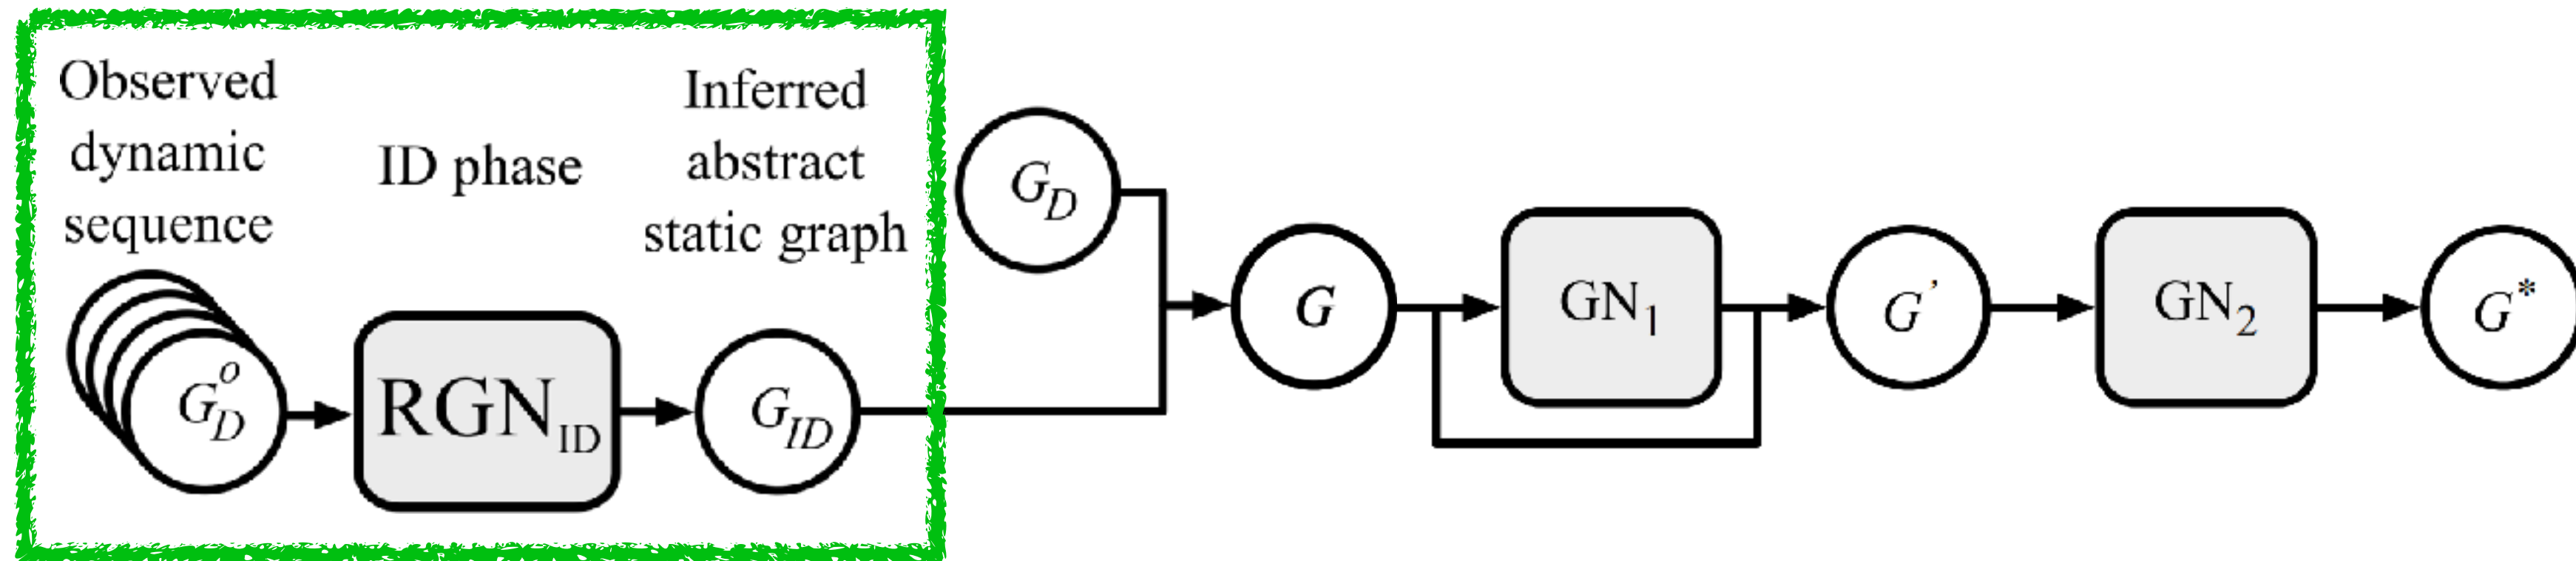 Observed
dynamic
sequence
ID phase
Inferred
abstract
static graph
G_D^o
RGN_ID
G_ID
G_D
G
GN_1
G'
GN_2
G*